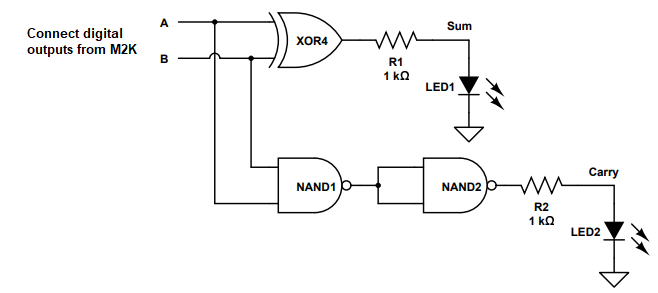 Connect digital
outputs from M2K
A
B
XOR4
R1
1 kΩ
Sum
LED1
NAND1
NAND2
R2
1 kΩ
Carry
LED2